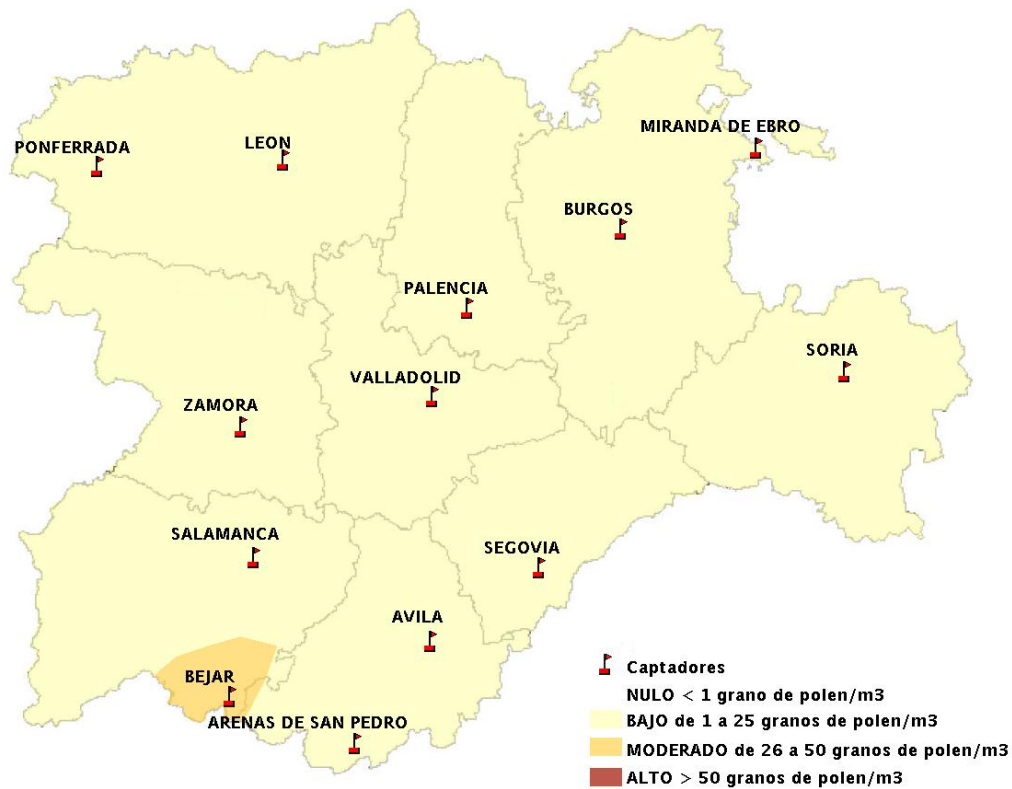 MIRANDA DE EBRO
LEON
PONFERRADA
BURGOS
PALENCIA
SORIA
VALLADOLID
ZAMORA
SALAMANCA
SEGOVIA
AVILA
BEJAR
ARENAS DE SAN PEDRO
Captadores
NULO < 1 grano de polen/m3
BAJO de 1 a 25 granos de polen/m3
MODERADO de 26 a 50 granos de polen/m3
ALTO > 50 granos de polen/m3